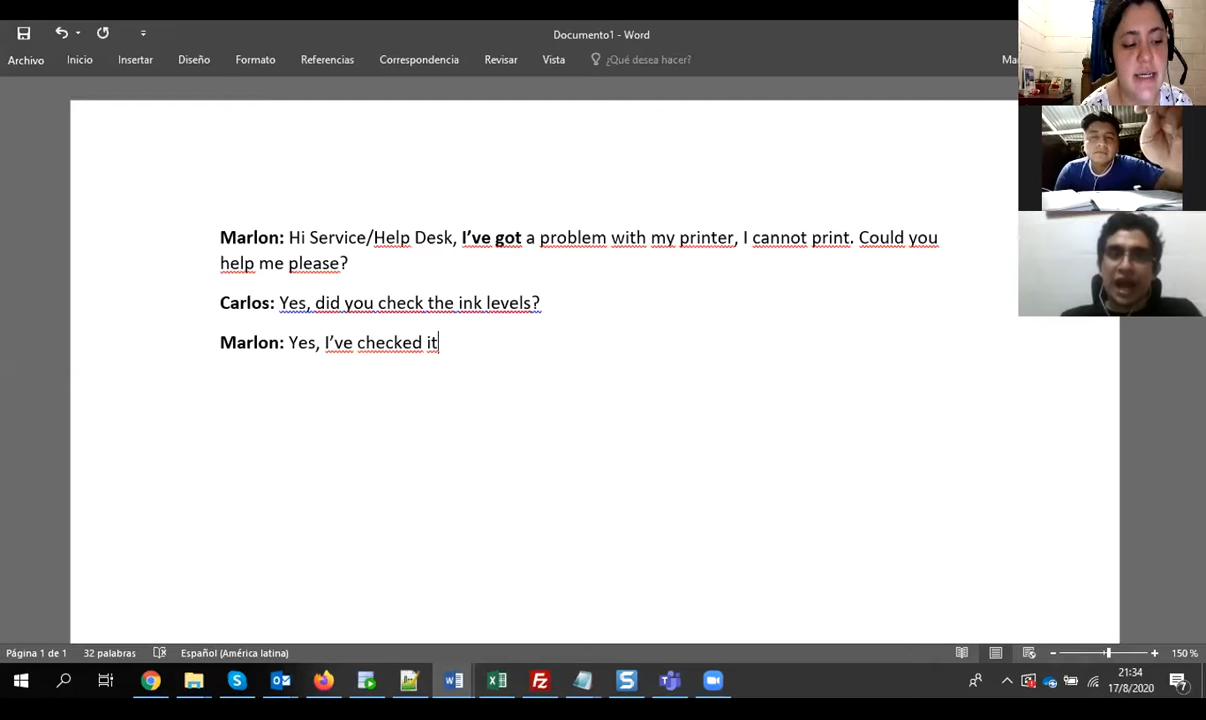 Documento1 - Word
Archivo Inicio Insertar Diseño Formato Referencias Correspondencia Revisar Vista ¿Qué desea hacer?
Marlon: Hi Service/Help Desk, I’ve got a problem with my printer, I cannot print. Could you
help me please?
Carlos: Yes, did you check the ink levels?
Marlon: Yes, I’ve checked it
Página 1 de 1 32 palabras Español (América latina) 150 %
21:34
17/8/2020
7